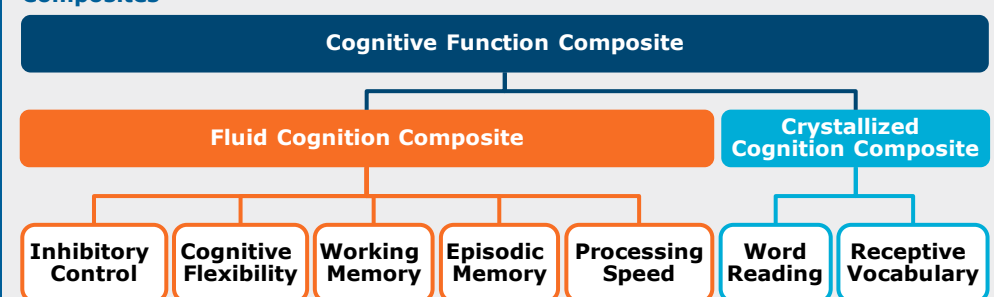 Composites
Cognitive Function Composite
Fluid Cognition Composite
Crystallized
Cognition Composite
Inhibitory
Control
Cognitive
Flexibility
Working
Memory
Episodic
Memory
Processing
Speed
Word
Reading
Receptive
Vocabulary